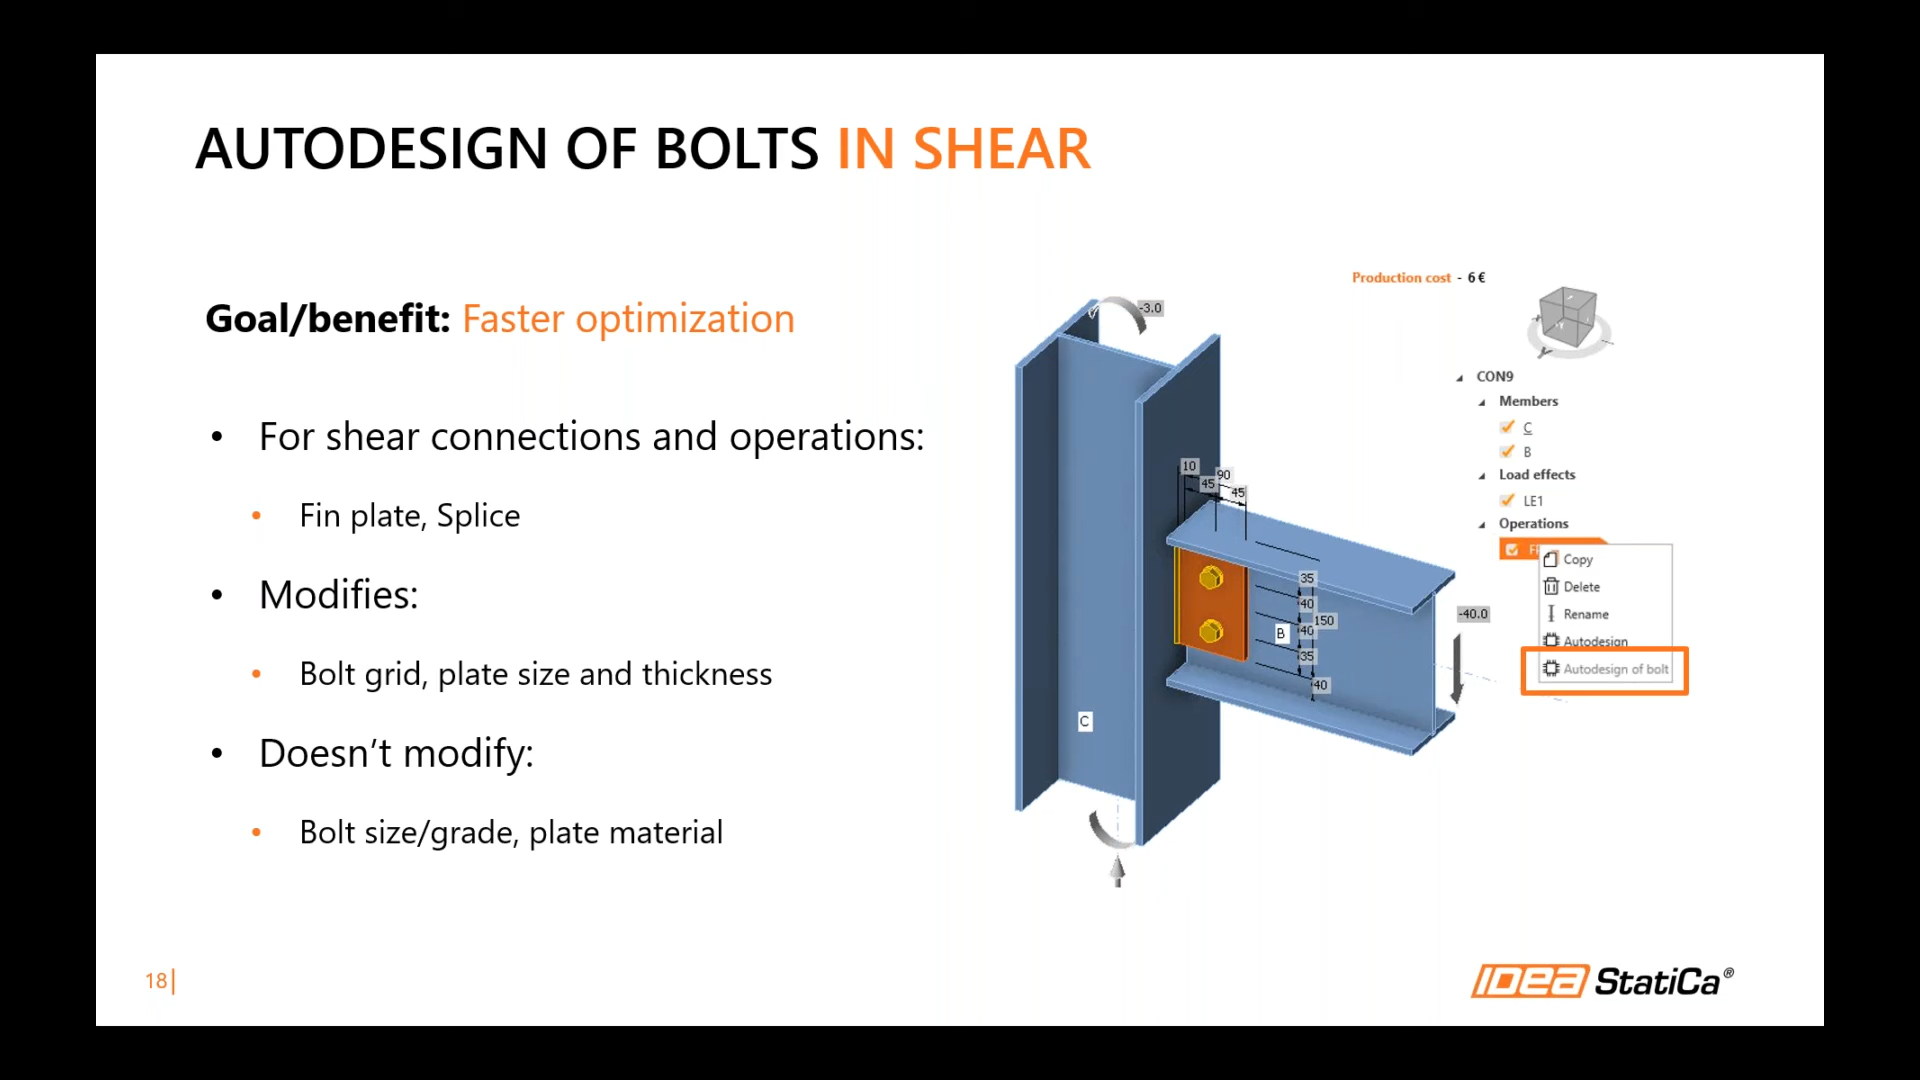 AUTODESIGN OF BOLTS IN SHEAR
Goal/benefit: Faster optimization
• For shear connections and operations:
• Fin plate, Splice
• Modifies:
• Bolt grid, plate size and thickness
• Doesn't modify:
• Bolt size/grade, plate material
Production cost - 6 €
-3.0
10
90
45
45
35
40
150
40
B
35
40
-40.0
C
CON9
Members
C
B
Load effects
LE1
Operations
Copy
Delete
Rename
Autodesign
Autodesign of bolt
18|
IDEA StatiCa®